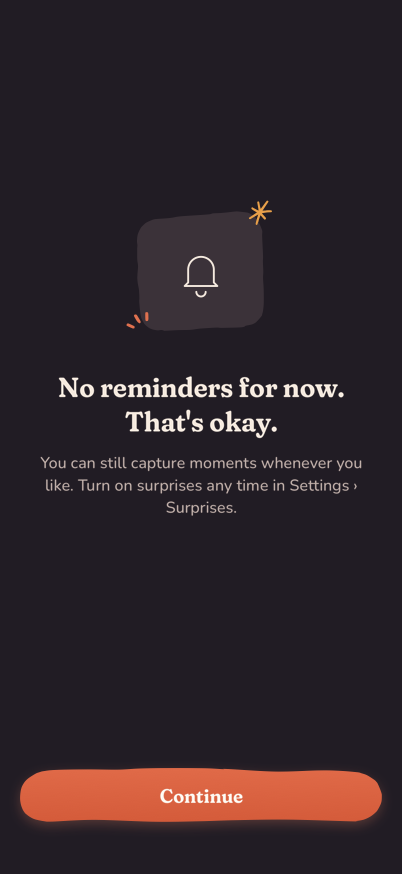 No reminders for now.
That's okay.
You can still capture moments whenever you
like. Turn on surprises any time in Settings ›
Surprises.
Continue